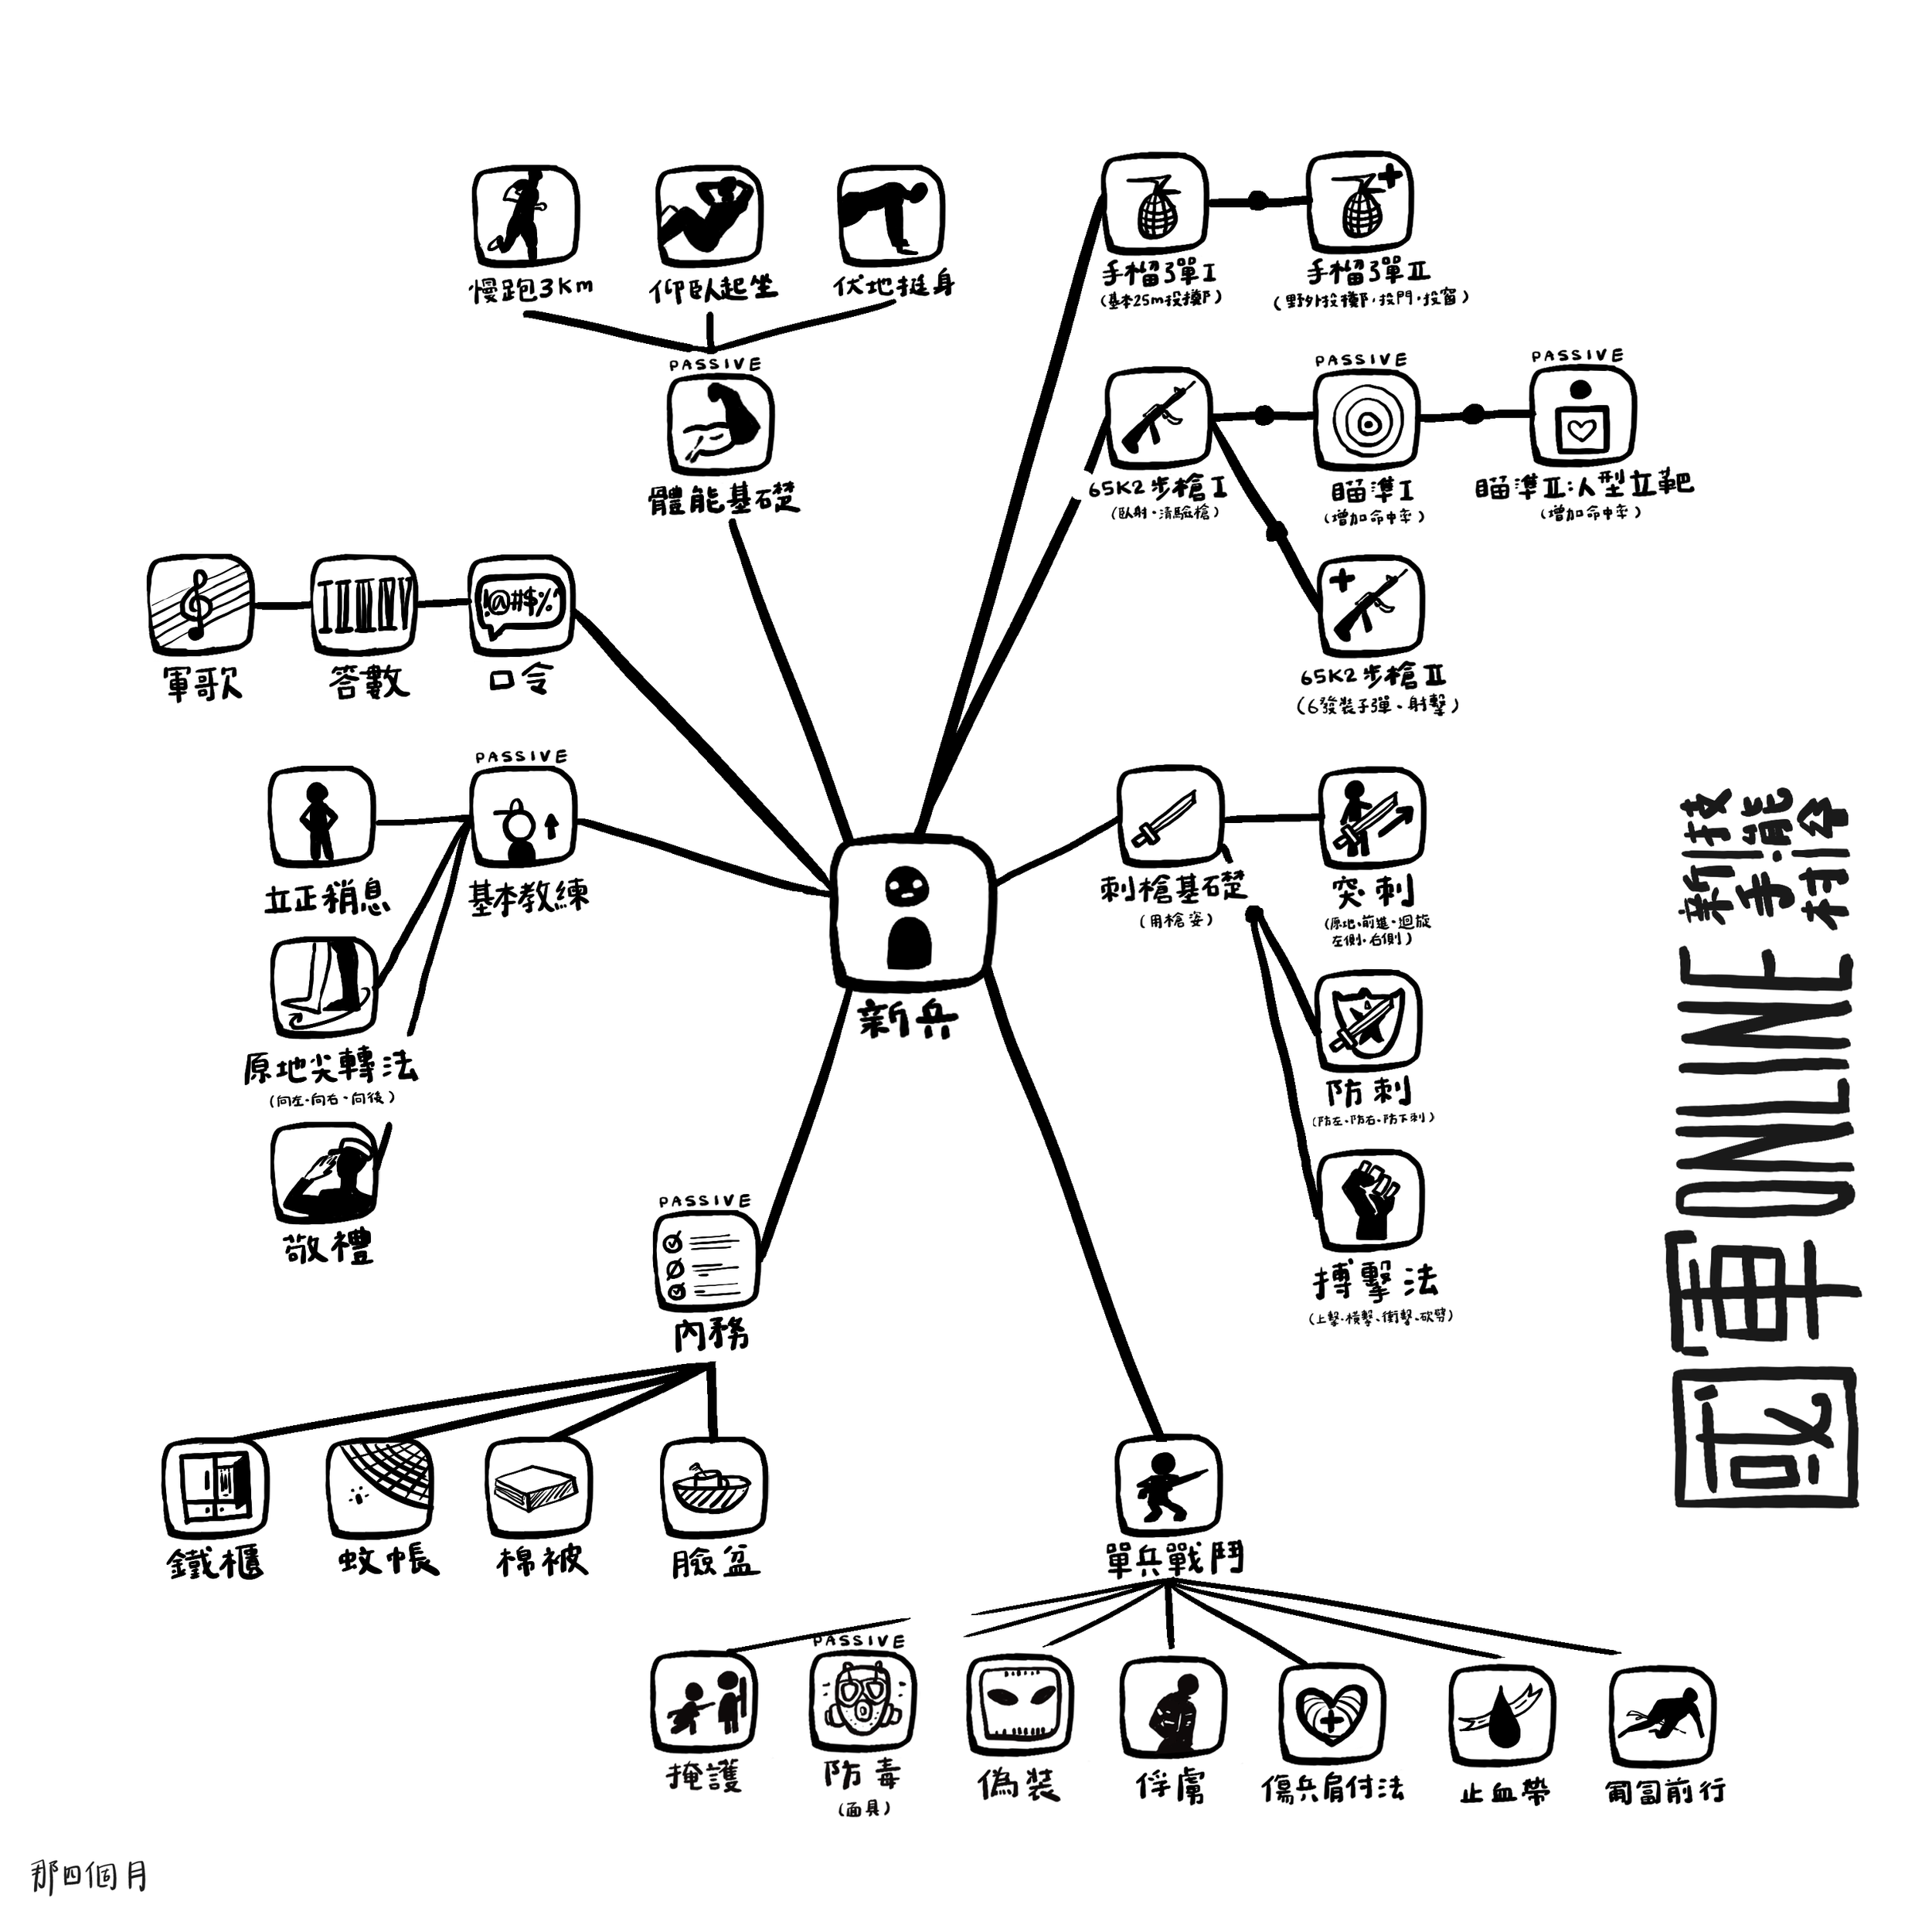 慢跑3Km
仰臥起坐
伏地挺身
PASSIVE
體能基礎
手榴彈I
(基本25m投擲)
手榴彈II
(野外投擲、投門、投窗)
65K2步槍I
(臥射、清驗槍)
PASSIVE
瞄準I
(增加命中率)
PASSIVE
瞄準II:人型立靶
(增加命中率)
65K2步槍II
(6發裝子彈、射擊)
軍歌
I II III IV
答數
!@#$%
口令
立正稍息
PASSIVE
基本教練
原地尖轉法
(向左、向右、向後)
敬禮
新兵
刺槍基礎
(用槍姿)
突刺
(原地、前進、迴旋
左側、右側)
防刺
(防左、防右、防下刺)
搏擊法
(上擊、橫擊、衝擊、砍劈)
PASSIVE
內務
鐵櫃
蚊帳
棉被
臉盆
單兵戰鬥
掩護
PASSIVE
防毒
(面具)
偽裝
俘虜
傷兵肩付法
止血帶
匍匐前行
國軍ONLINE
新手村
技能樹
那四個月